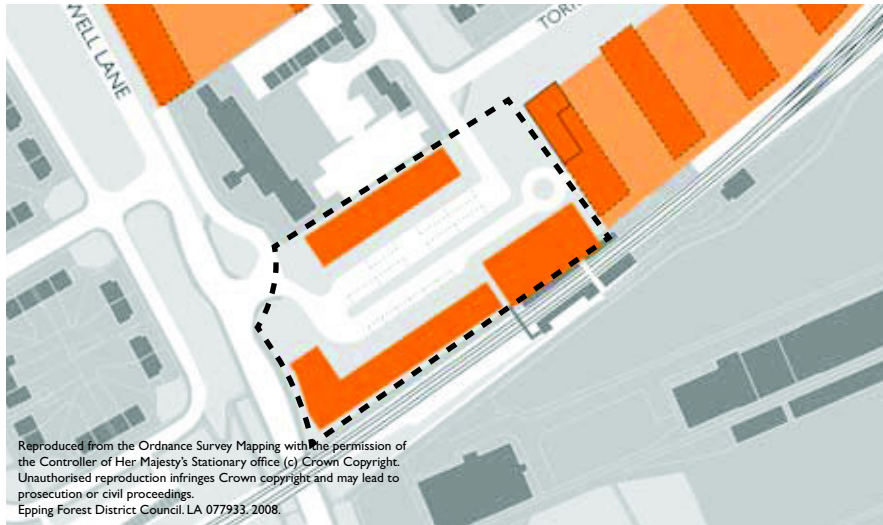 WELL LANE
TORR
Reproduced from the Ordnance Survey Mapping with the permission of
the Controller of Her Majesty's Stationary office (c) Crown Copyright.
Unauthorised reproduction infringes Crown copyright and may lead to
prosecution or civil proceedings.
Epping Forest District Council. LA 077933. 2008.